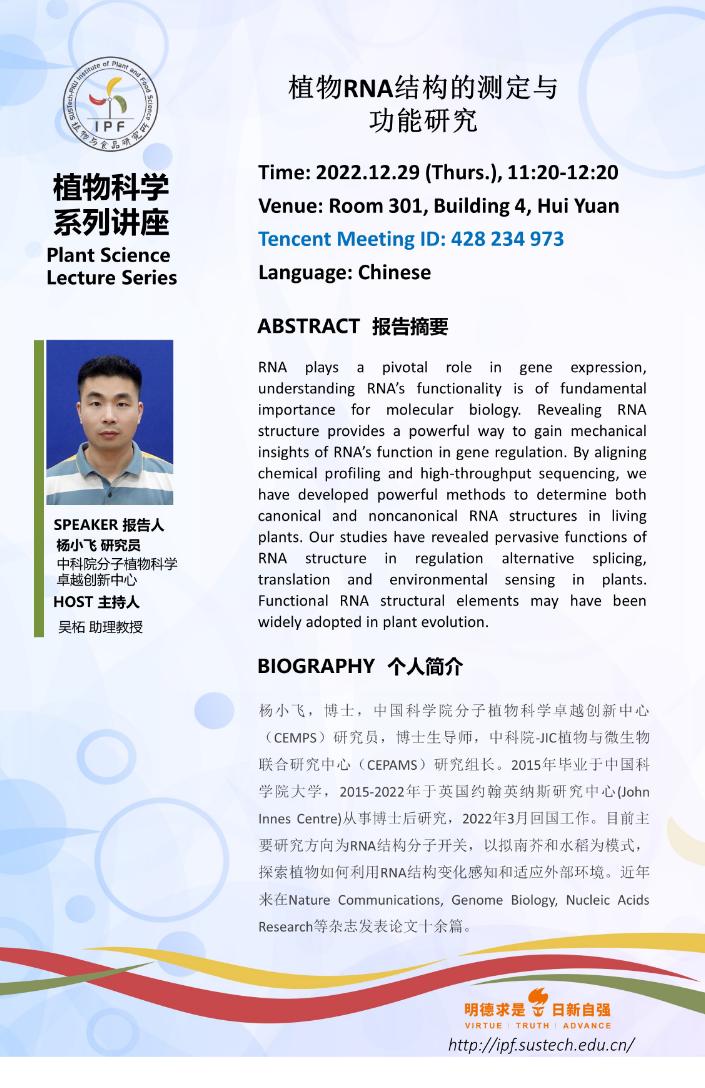 SUSTech-PKU Institute of Plant and Food Science
IPF
植物与食品研究所
植物科学
系列讲座
Plant Science
Lecture Series
植物RNA结构的测定与
功能研究
Time: 2022.12.29 (Thurs.), 11:20-12:20
Venue: Room 301, Building 4, Hui Yuan
Tencent Meeting ID: 428 234 973
Language: Chinese
SPEAKER 报告人
杨小飞 研究员
中科院分子植物科学
卓越创新中心
HOST 主持人
吴柘 助理教授
ABSTRACT 报告摘要
RNA plays a pivotal role in gene expression,
understanding RNA’s functionality is of fundamental
importance for molecular biology. Revealing RNA
structure provides a powerful way to gain mechanical
insights of RNA’s function in gene regulation. By aligning
chemical profiling and high-throughput sequencing, we
have developed powerful methods to determine both
canonical and noncanonical RNA structures in living
plants. Our studies have revealed pervasive functions of
RNA structure in regulation alternative splicing,
translation and environmental sensing in plants.
Functional RNA structural elements may have been
widely adopted in plant evolution.
BIOGRAPHY 个人简介
杨小飞，博士，中国科学院分子植物科学卓越创新中心
（CEMPS）研究员，博士生导师，中科院-JIC植物与微生物
联合研究中心（CEPAMS）研究组长。2015年毕业于中国科
学院大学，2015-2022年于英国约翰英纳斯研究中心(John
Innes Centre)从事博士后研究，2022年3月回国工作。目前主
要研究方向为RNA结构分子开关，以拟南芥和水稻为模式，
探索植物如何利用RNA结构变化感知和适应外部环境。近年
来在Nature Communications, Genome Biology, Nucleic Acids
Research等杂志发表论文十余篇。
明德求是 日新自强
VIRTUE | TRUTH | ADVANCE
http://ipf.sustech.edu.cn/